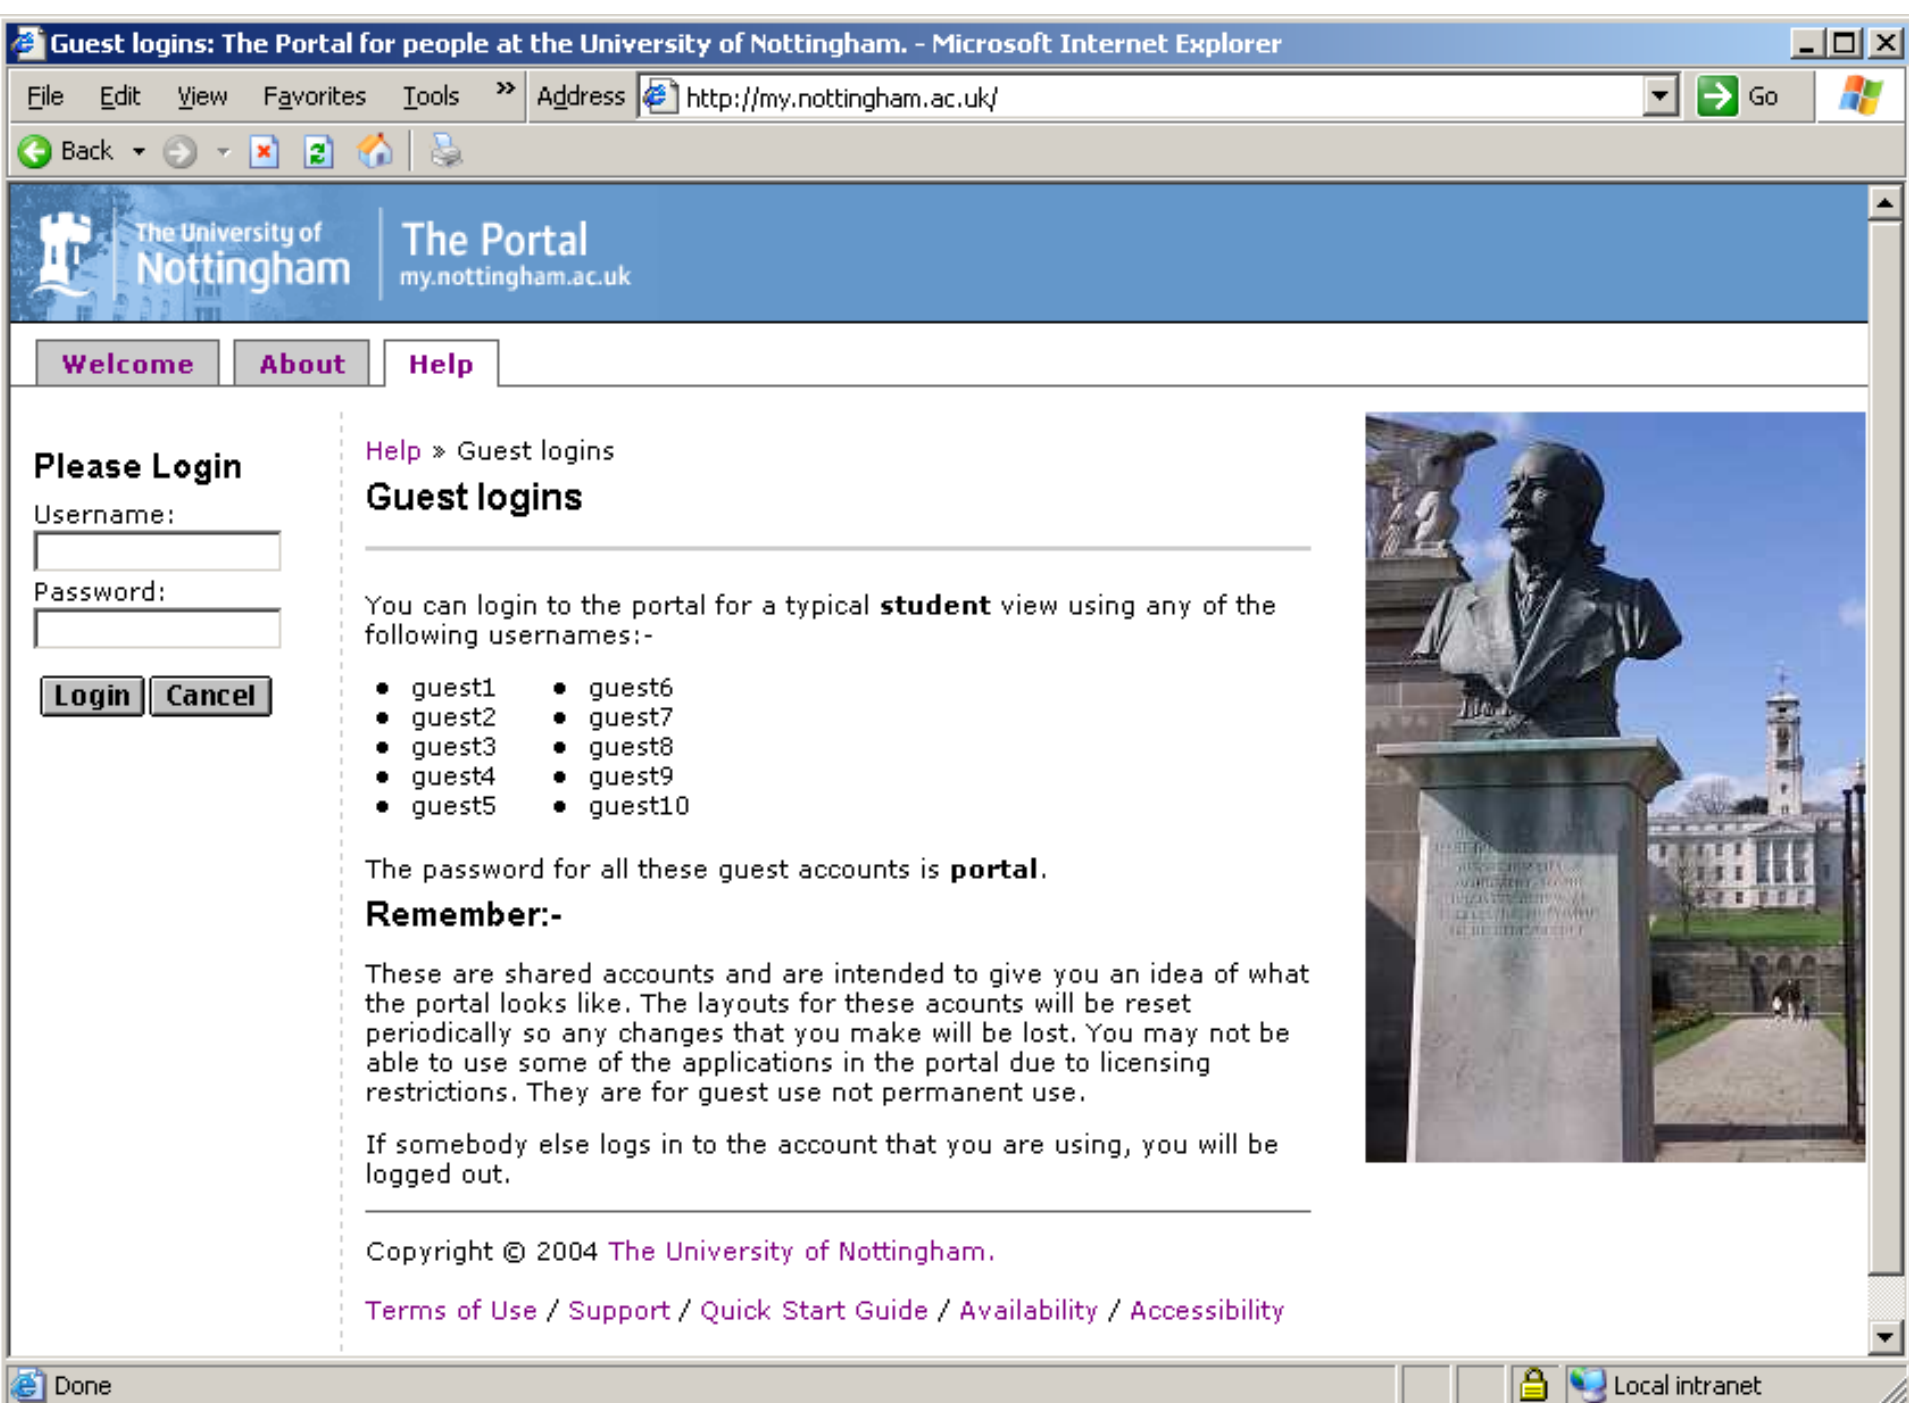 Guest logins: The Portal for people at the University of Nottingham. - Microsoft Internet Explorer
File Edit View Favorites Tools » Address http://my.nottingham.ac.uk/ Go
Back
The University of
Nottingham
The Portal
my.nottingham.ac.uk
Welcome About Help
Please Login
Username:
Password:
Login Cancel
Help » Guest logins
Guest logins
You can login to the portal for a typical student view using any of the
following usernames:-
• guest1 • guest6
• guest2 • guest7
• guest3 • guest8
• guest4 • guest9
• guest5 • guest10
The password for all these guest accounts is portal.
Remember:-
These are shared accounts and are intended to give you an idea of what
the portal looks like. The layouts for these acounts will be reset
periodically so any changes that you make will be lost. You may not be
able to use some of the applications in the portal due to licensing
restrictions. They are for guest use not permanent use.
If somebody else logs in to the account that you are using, you will be
logged out.
Copyright © 2004 The University of Nottingham.
Terms of Use / Support / Quick Start Guide / Availability / Accessibility
Done Local intranet